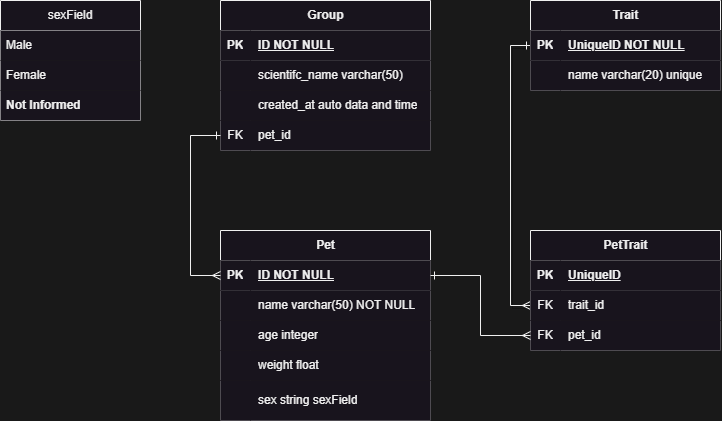 sexField
Male
Female
Not Informed
Group
PK ID NOT NULL
scientifc_name varchar(50)
created_at auto data and time
FK pet_id
Trait
PK UniqueID NOT NULL
name varchar(20) unique
Pet
PK ID NOT NULL
name varchar(50) NOT NULL
age integer
weight float
sex string sexField
PetTrait
PK UniqueID
FK trait_id
FK pet_id